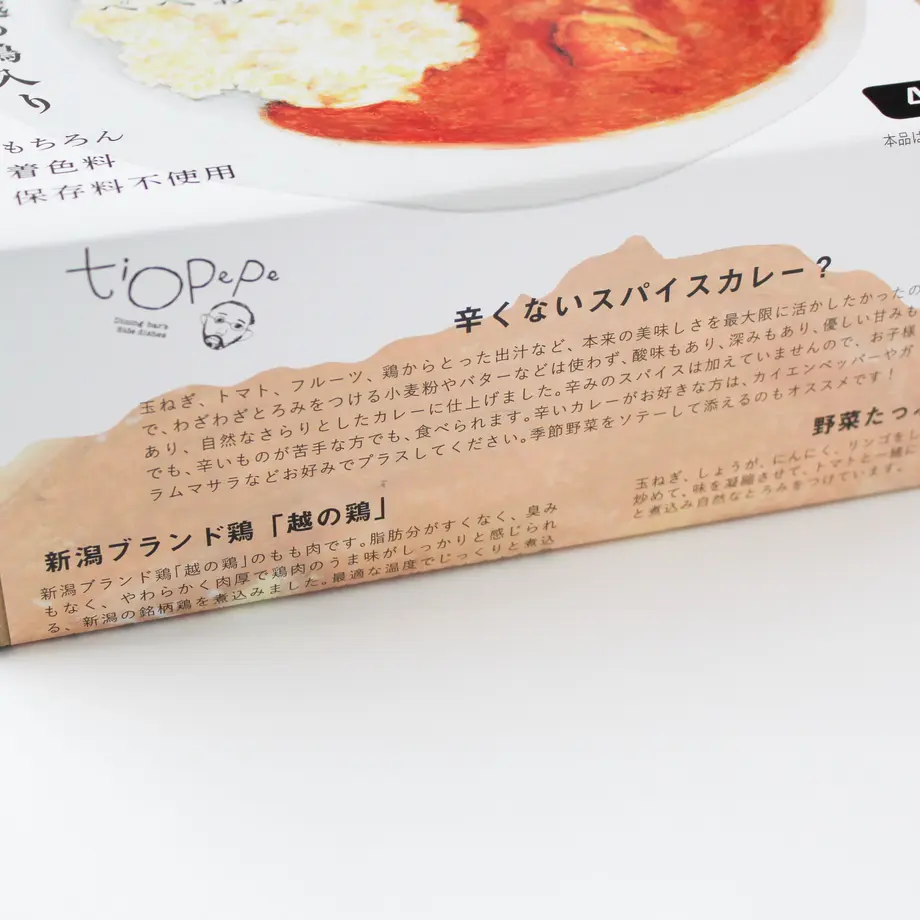 の鶏入り
もちろん
着色料
保存料不使用
本品は
tiopepe
Dining bar's
side dishes
辛くないスパイスカレー?
玉ねぎ、トマト、フルーツ、鶏からとった出汁など、本来の美味しさを最大限に活かしたかったの
で、わざわざとろみをつける小麦粉やバターなどは使わず、酸味もあり、深みもあり、優しい甘みも
あり、自然なさらりとしたカレーに仕上げました。辛みのスパイスは加えていませんので、お子様
でも、辛いものが苦手な方でも、食べられます。辛いカレーがお好きな方は、カイエンペッパーやガ
ラムマサラなどお好みでプラスしてください。季節野菜をソテーして添えるのもオススメです!
新潟ブランド鶏「越の鶏」
新潟ブランド鶏「越の鶏」のもも肉です。脂肪分がすくなく、臭み
もなく、やわらかく肉厚で鶏肉のうま味がしっかりと感じられ
る、新潟の銘柄鶏を煮込みました。最適な温度でじっくりと煮込
野菜たっ
玉ねぎ、しょうが、にんにく、リンゴをし
炒めて、味を凝縮させて、トマトと一緒に
と煮込み自然なとろみをつけています。